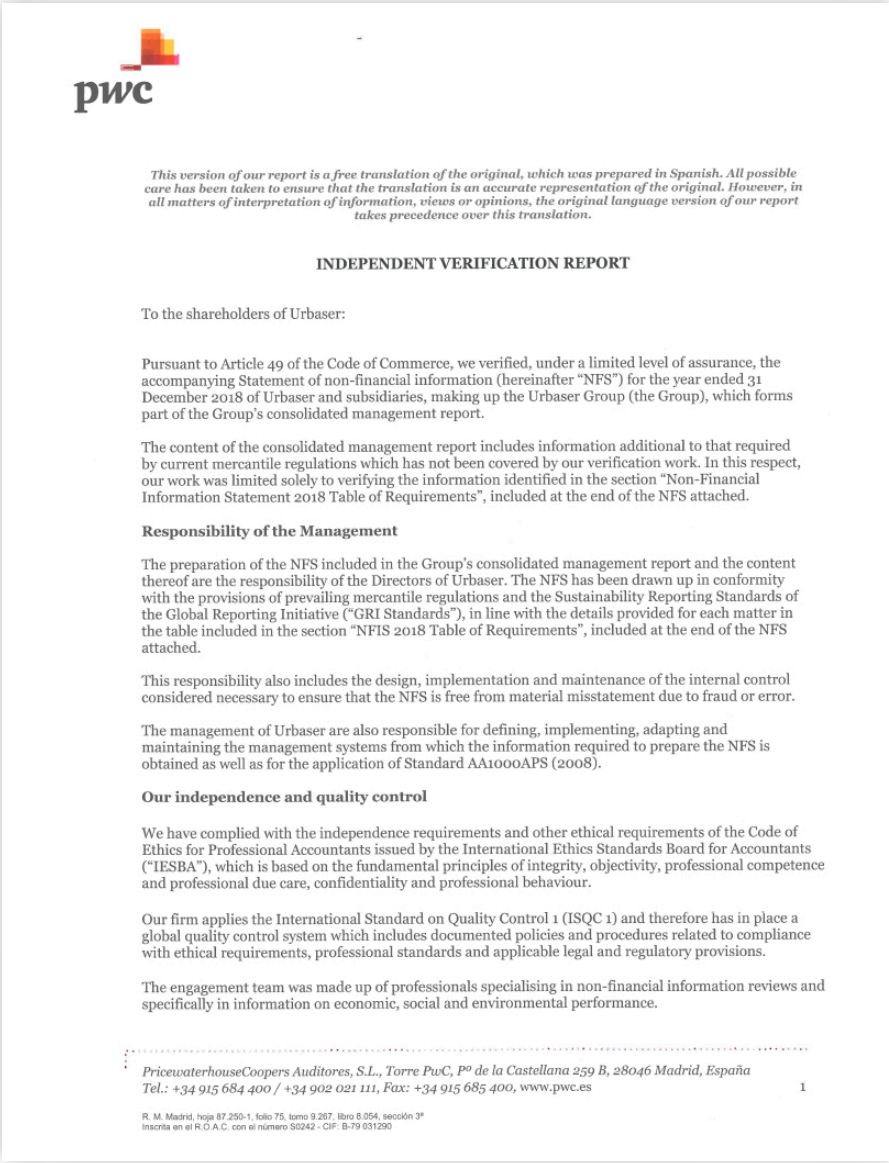 pwc
This version of our report is a free translation of the original, which was prepared in Spanish. All possible
care has been taken to ensure that the translation is an accurate representation of the original. However, in
all matters of interpretation of information, views or opinions, the original language version of our report
takes precedence over this translation.
INDEPENDENT VERIFICATION REPORT
To the shareholders of Urbaser:
Pursuant to Article 49 of the Code of Commerce, we verified, under a limited level of assurance, the
accompanying Statement of non-financial information (hereinafter “NFS”) for the year ended 31
December 2018 of Urbaser and subsidiaries, making up the Urbaser Group (the Group), which forms
part of the Group’s consolidated management report.
The content of the consolidated management report includes information additional to that required
by current mercantile regulations which has not been covered by our verification work. In this respect,
our work was limited solely to verifying the information identified in the section “Non-Financial
Information Statement 2018 Table of Requirements”, included at the end of the NFS attached.
Responsibility of the Management
The preparation of the NFS included in the Group’s consolidated management report and the content
thereof are the responsibility of the Directors of Urbaser. The NFS has been drawn up in conformity
with the provisions of prevailing mercantile regulations and the Sustainability Reporting Standards of
the Global Reporting Initiative (“GRI Standards”), in line with the details provided for each matter in
the table included in the section “NFIS 2018 Table of Requirements”, included at the end of the NFS
attached.
This responsibility also includes the design, implementation and maintenance of the internal control
considered necessary to ensure that the NFS is free from material misstatement due to fraud or error.
The management of Urbaser are also responsible for defining, implementing, adapting and
maintaining the management systems from which the information required to prepare the NFS is
obtained as well as for the application of Standard AA1000APS (2008).
Our independence and quality control
We have complied with the independence requirements and other ethical requirements of the Code of
Ethics for Professional Accountants issued by the International Ethics Standards Board for Accountants
(“IESBA”), which is based on the fundamental principles of integrity, objectivity, professional competence
and professional due care, confidentiality and professional behaviour.
Our firm applies the International Standard on Quality Control 1 (ISQC 1) and therefore has in place a
global quality control system which includes documented policies and procedures related to compliance
with ethical requirements, professional standards and applicable legal and regulatory provisions.
The engagement team was made up of professionals specialising in non-financial information reviews and
specifically in information on economic, social and environmental performance.
PricewaterhouseCoopers Auditores, S.L., Torre PwC, Pº de la Castellana 259 B, 28046 Madrid, España
Tel.: +34 915 684 400 / +34 902 021 111, Fax: +34 915 685 400, www.pwc.es
1
R. M. Madrid, hoja 87.250-1, folio 75, tomo 9.267, libro 8.054, sección 3ª
Inscrita en el R.O.A.C. con el número S0242 - CIF: B-79 031290